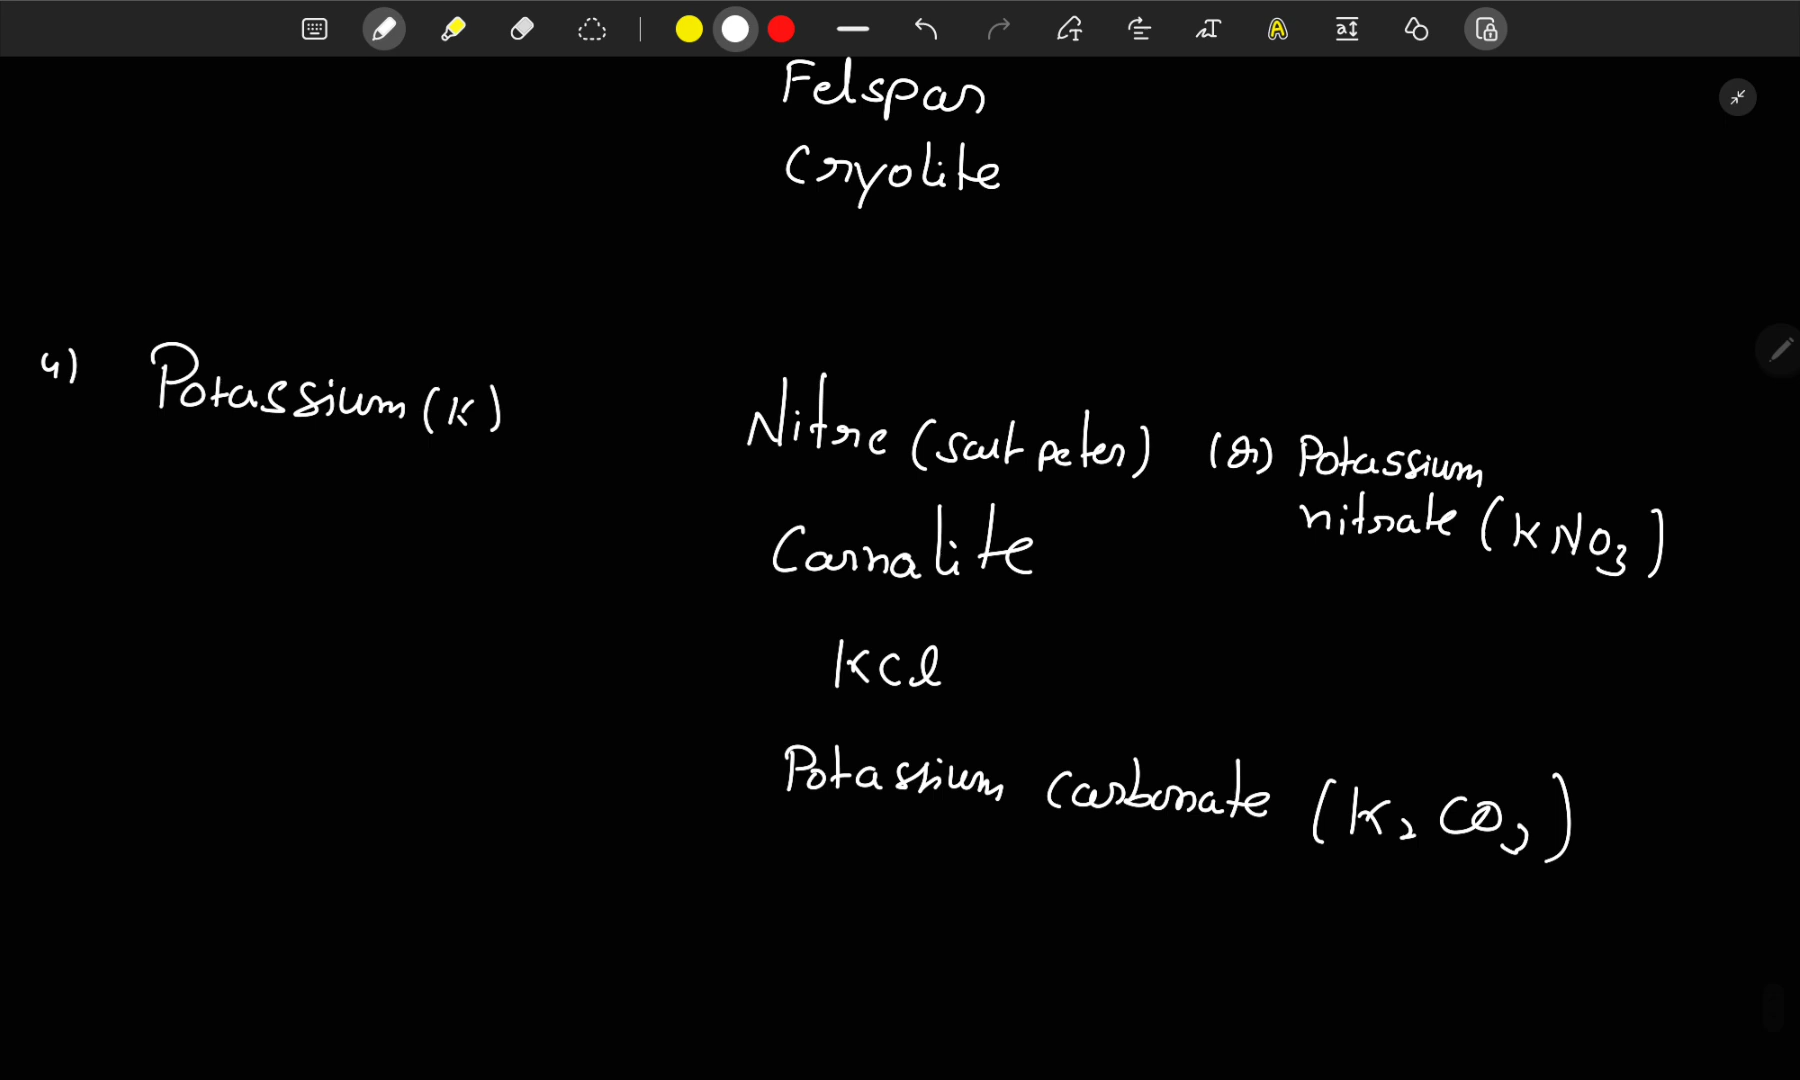 Felspar
Cryolite
4) Potassium (K)
Nitre (Salt peter) (or) Potassium
nitrate (KNO3)
Carnalite
KCl
Potassium carbonate (K2CO3)